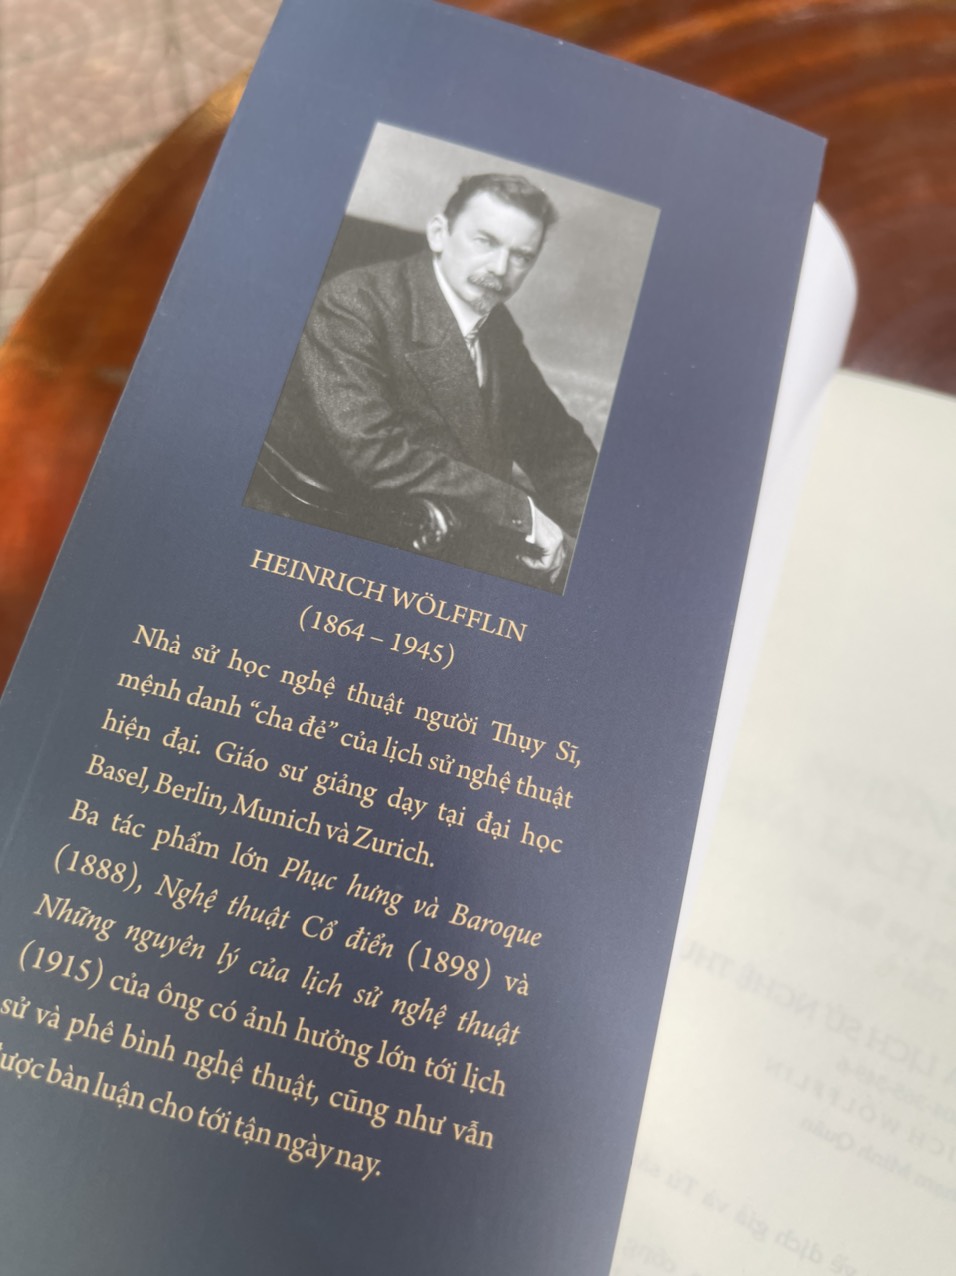 HEINRICH WÖLFFLIN
(1864 – 1945)
Nhà sử học nghệ thuật người Thụy Sĩ,
mệnh danh “cha đẻ” của lịch sử nghệ thuật
hiện đại. Giáo sư giảng dạy tại đại học
Basel, Berlin, Munich và Zurich.
Ba tác phẩm lớn Phục hưng và Baroque
(1888), Nghệ thuật Cổ điển (1898) và
Những nguyên lý của lịch sử nghệ thuật
(1915) của ông có ảnh hưởng lớn tới lịch
sử và phê bình nghệ thuật, cũng như vẫn
được bàn luận cho tới tận ngày nay.